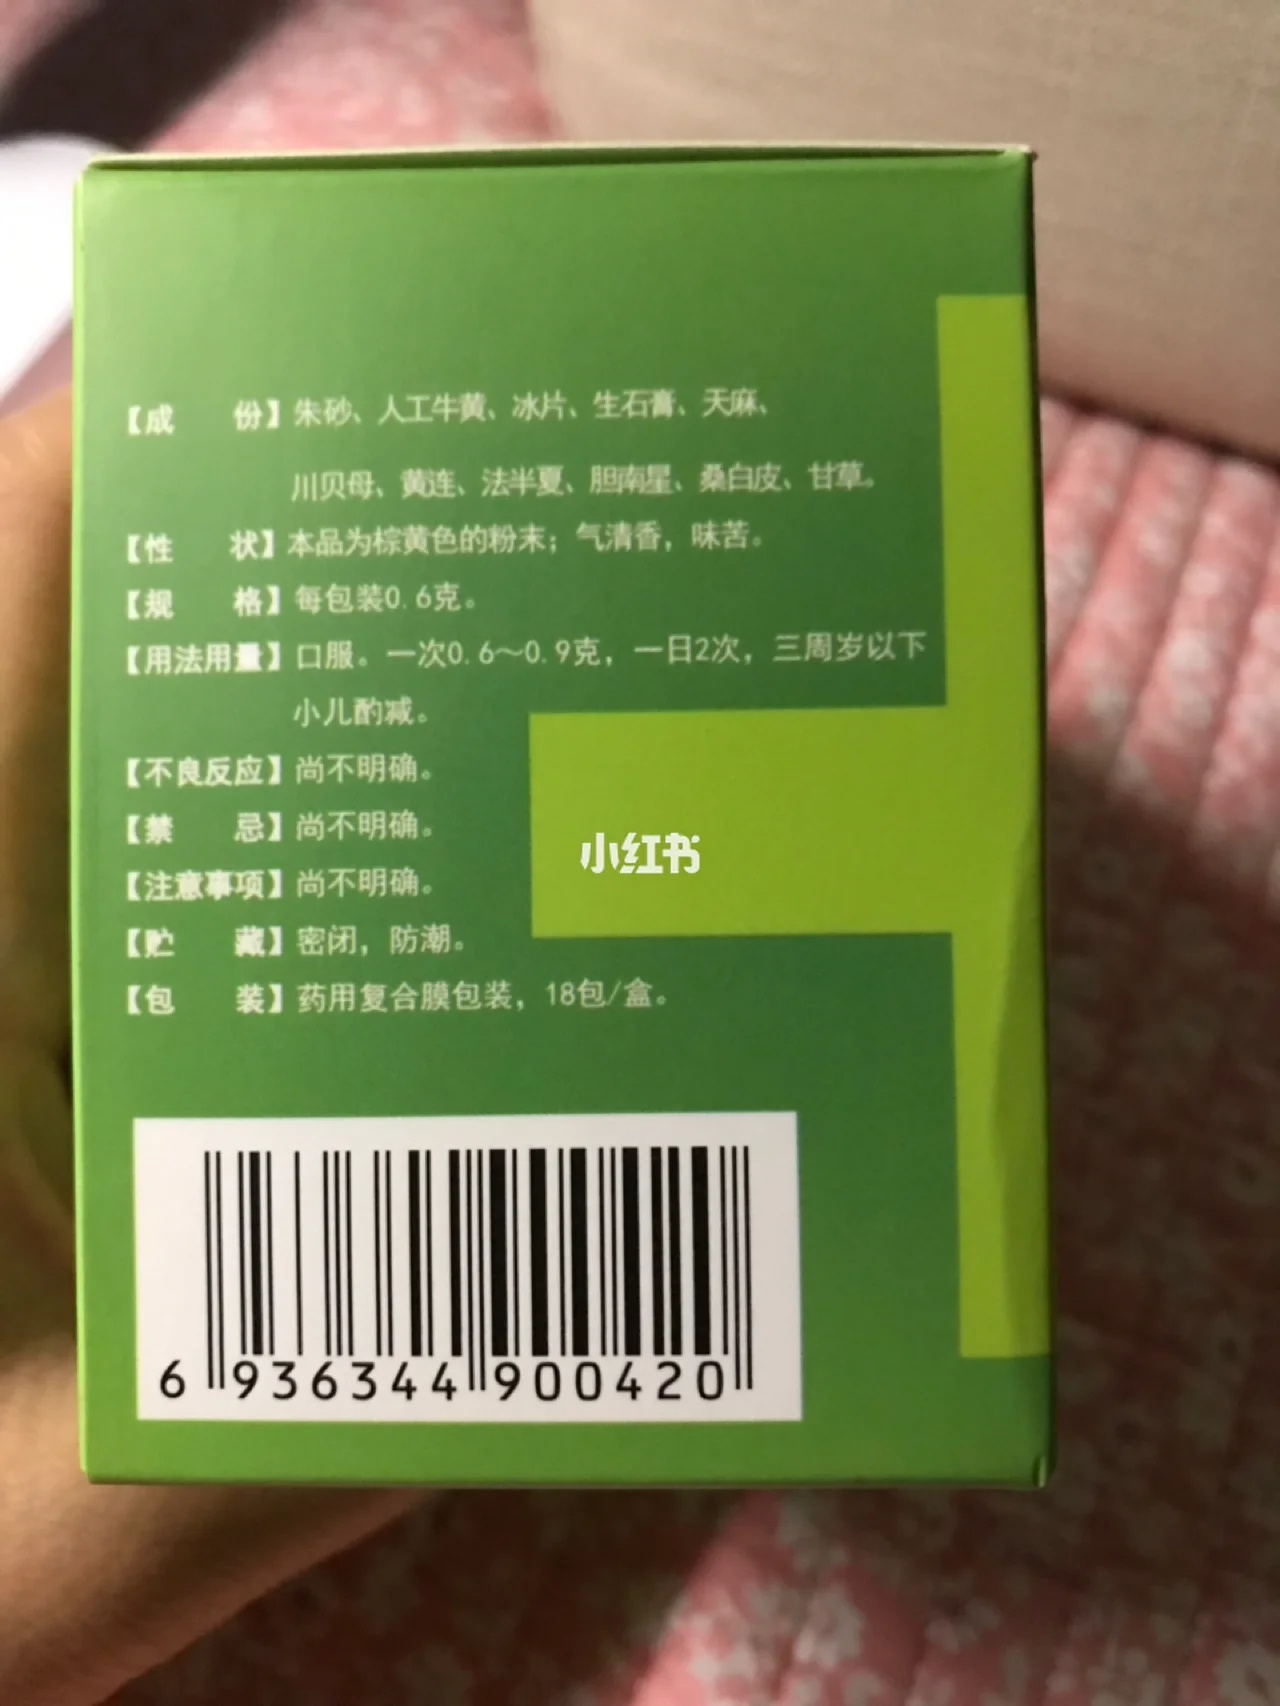 【成　份】朱砂、人工牛黄、冰片、生石膏、天麻、
川贝母、黄连、法半夏、胆南星、桑白皮、甘草。
【性　状】本品为棕黄色的粉末；气清香，味苦。
【规　格】每包装0.6克。
【用法用量】口服。一次0.6～0.9克，一日2次，三周岁以下
小儿酌减。
【不良反应】尚不明确。
【禁　忌】尚不明确。
小红书
【注意事项】尚不明确。
【贮　藏】密闭，防潮。
【包　装】药用复合膜包装，18包/盒。
6 936344 900420